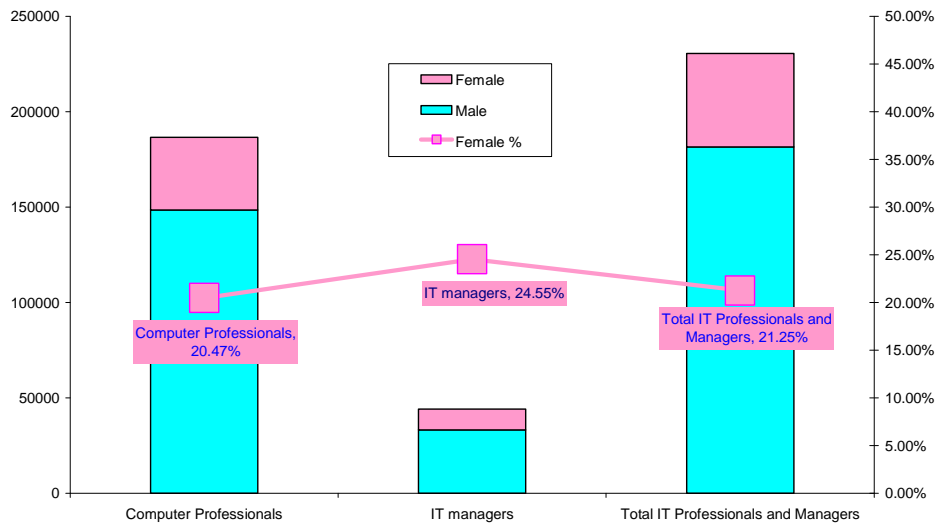 250000
200000
150000
100000
50000
0
50.00%
45.00%
40.00%
35.00%
30.00%
25.00%
20.00%
15.00%
10.00%
5.00%
0.00%
Female
Male
Female %
Computer Professionals,
20.47%
IT managers, 24.55%
Total IT Professionals and
Managers, 21.25%
Computer Professionals
IT managers
Total IT Professionals and Managers